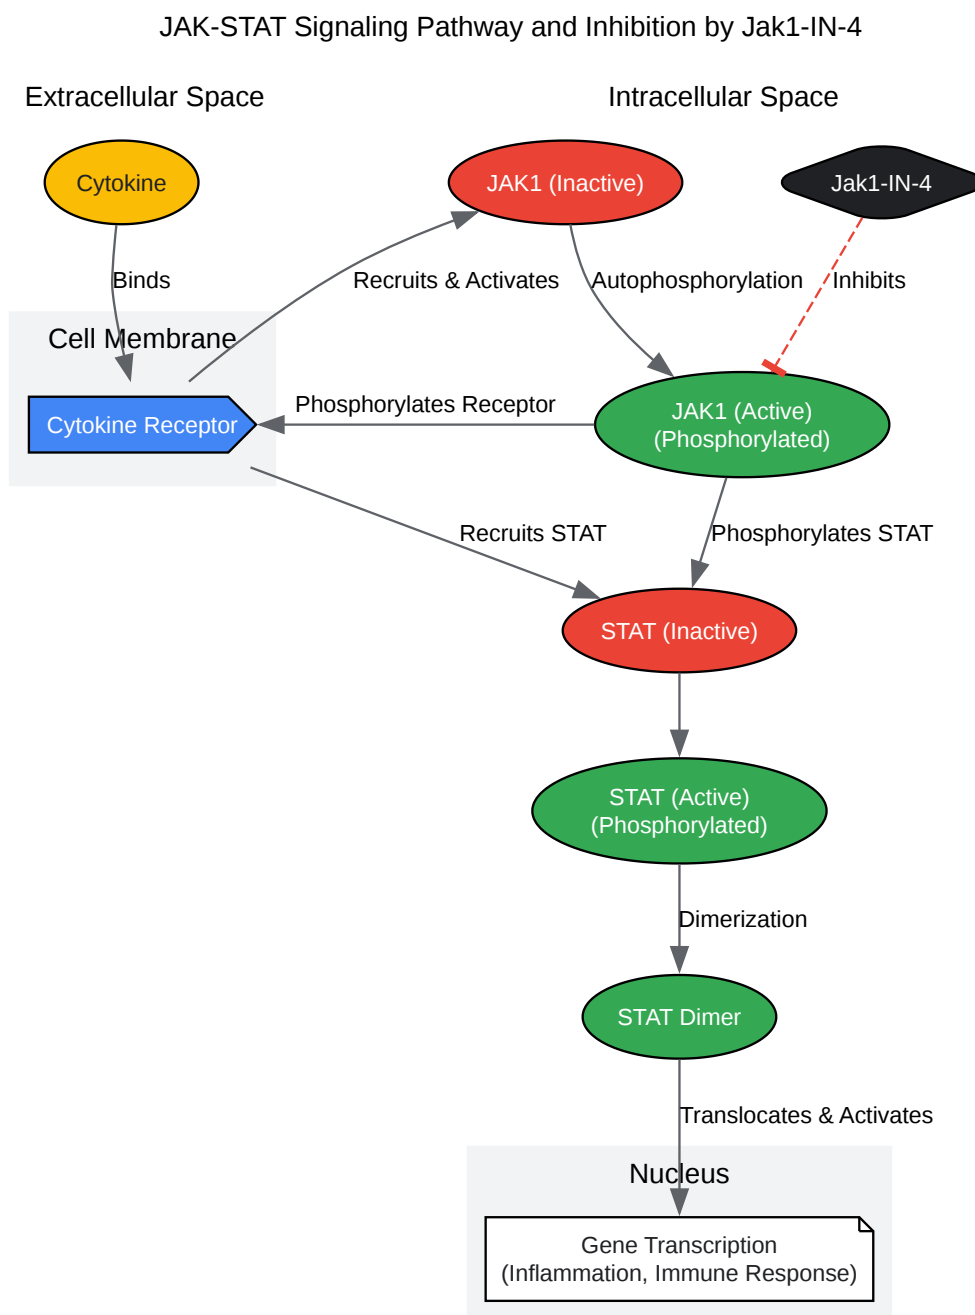 JAK-STAT Signaling Pathway and Inhibition by Jak1-IN-4
Extracellular Space
Intracellular Space
Cytokine
JAK1 (Inactive)
Jak1-IN-4
Binds
Recruits & Activates
Autophosphorylation
Inhibits
Cell Membrane
Cytokine Receptor
Phosphorylates Receptor
JAK1 (Active)
(Phosphorylated)
Recruits STAT
Phosphorylates STAT
STAT (Inactive)
STAT (Active)
(Phosphorylated)
Dimerization
STAT Dimer
Translocates & Activates
Nucleus
Gene Transcription
(Inflammation, Immune Response)